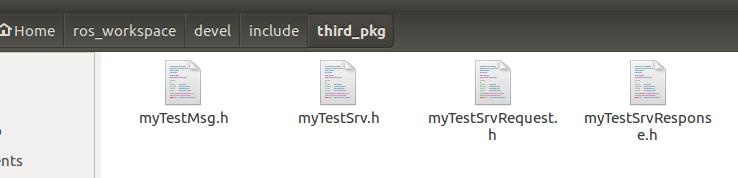 Home ros_workspace devel include third_pkg
myTestMsg.h myTestSrv.h myTestSrvRequest. myTestSrvRespons
h e.h
ents